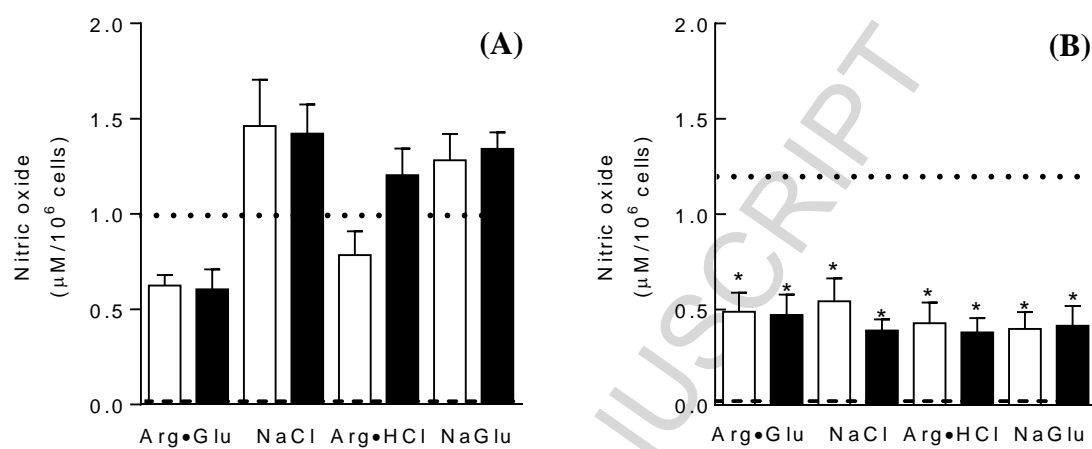 (A)
Nitric oxide
(µM/10⁶ cells)
2.0
1.5
1.0
0.5
0.0
Arg•Glu NaCl Arg•HCl NaGlu
(B)
Nitric oxide
(µM/10⁶ cells)
2.0
1.5
1.0
0.5
0.0
* * * * * * * *
Arg•Glu NaCl Arg•HCl NaGlu
IUSCRIPT